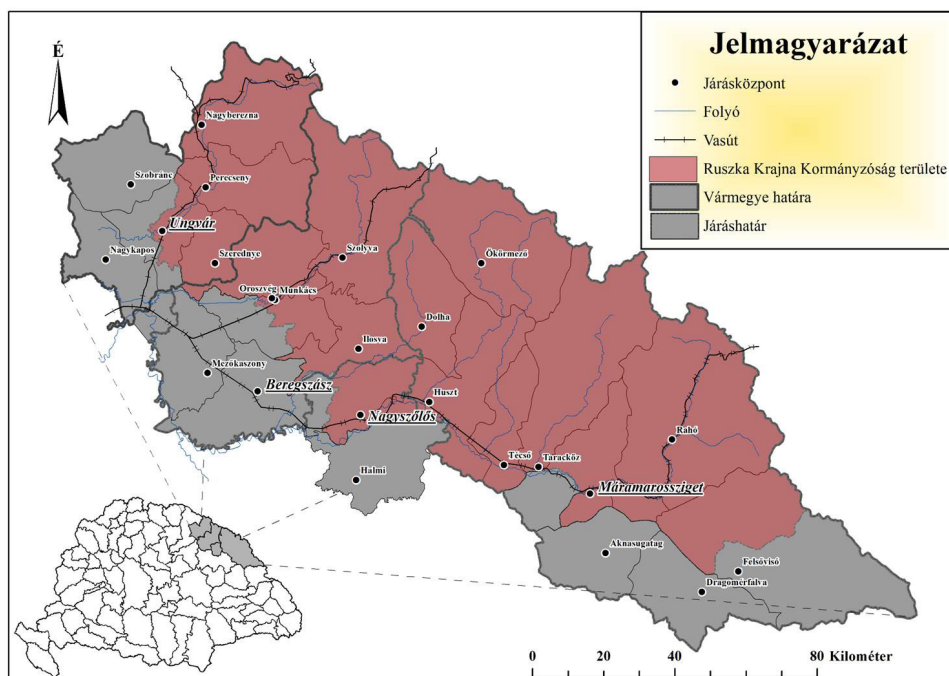 Jelmagyarázat
Járásközpont
Folyó
Vasút
Ruszka Krajna Kormányzóság területe
Vármegye határa
Járáshatár
É
Nagyberezna
Szobránc
Perecseny
Ungvár
Nagykapos
Szerednye
Szolyva
Ökörmező
Oroszvég
Munkács
Dolha
Ilosva
Mezőkaszony
Beregszász
Huszt
Nagyszőlős
Rahó
Técső
Taracköz
Halmi
Máramarossziget
Aknasugatag
Felsővisó
Dragomérfalva
0 20 40 60 80 Kilométer